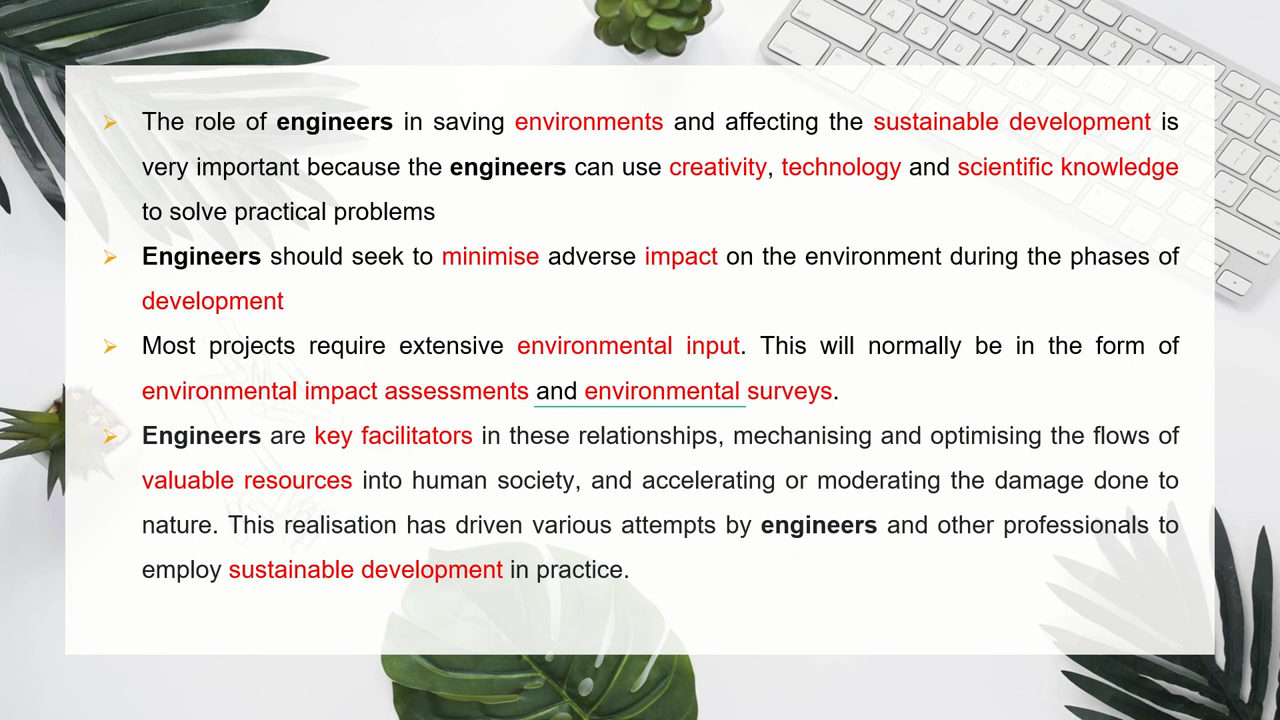 The role of engineers in saving environments and affecting the sustainable development is
very important because the engineers can use creativity, technology and scientific knowledge
to solve practical problems
Engineers should seek to minimise adverse impact on the environment during the phases of
development
Most projects require extensive environmental input. This will normally be in the form of
environmental impact assessments and environmental surveys.
Engineers are key facilitators in these relationships, mechanising and optimising the flows of
valuable resources into human society, and accelerating or moderating the damage done to
nature. This realisation has driven various attempts by engineers and other professionals to
employ sustainable development in practice.